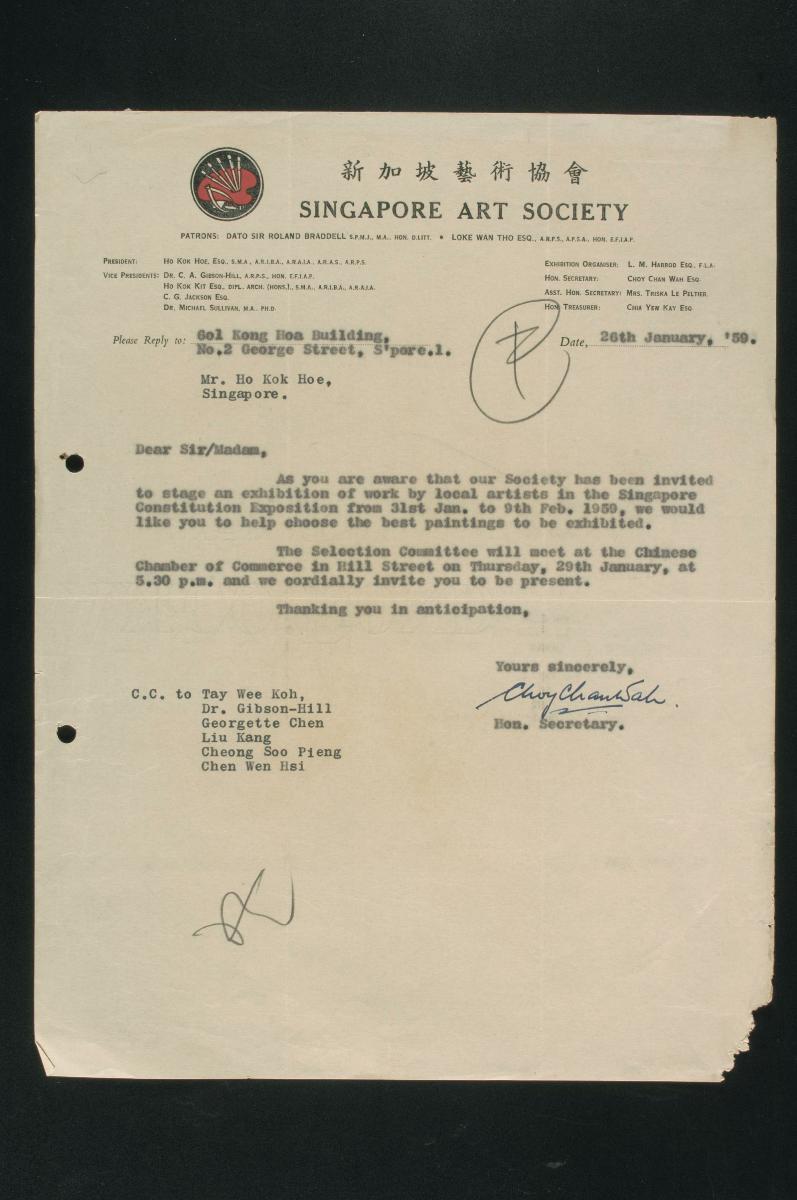 新加坡藝術協會
SINGAPORE ART SOCIETY
PATRONS: DATO SIR ROLAND BRADDELL S.P.M.J., M.A., HON. D.LITT. • LOKE WAN THO ESQ., A.R.P.S., A.P.S.A., HON. E.F.I.A.P.
PRESIDENT: HO KOK HOE, ESQ., S.M.A., A.R.I.B.A., A.R.A.I.A., A.R.A.S., A.R.P.S.
VICE PRESIDENTS: DR. C. A. GIBSON-HILL, A.R.P.S., HON. E.F.I.A.P.
HO KOK KIT ESQ., DIPL. ARCH. (HONS.), S.M.A., A.R.I.B.A., A.R.A.I.A.
C. G. JACKSON ESQ.
DR. MICHAEL SULLIVAN, M.A., PH.D.
EXHIBITION ORGANISER: L. M. HARROD ESQ., F.L.A.
HON. SECRETARY: CHOY CHAN WAH ESQ.
ASST. HON. SECRETARY: MRS. TRISKA LE PELTIER
HON. TREASURER: CHIA YEW KAY ESQ.
Please Reply to: 601 Kong Hoa Building,
No.2 George Street, S'pore.1.
Date, 26th January, '59.
Mr. Ho Kok Hoe,
Singapore.
Dear Sir/Madam,
As you are aware that our Society has been invited
to stage an exhibition of work by local artists in the Singapore
Constitution Exposition from 31st Jan. to 9th Feb. 1959, we would
like you to help choose the best paintings to be exhibited.
The Selection Committee will meet at the Chinese
Chamber of Commerce in Hill Street on Thursday, 29th January, at
5.30 p.m. and we cordially invite you to be present.
Thanking you in anticipation,
Yours sincerely,
Choy Chan Wah.
Hon. Secretary.
C.C. to Tay Wee Koh,
Dr. Gibson-Hill
Georgette Chen
Liu Kang
Cheong Soo Pieng
Chen Wen Hsi